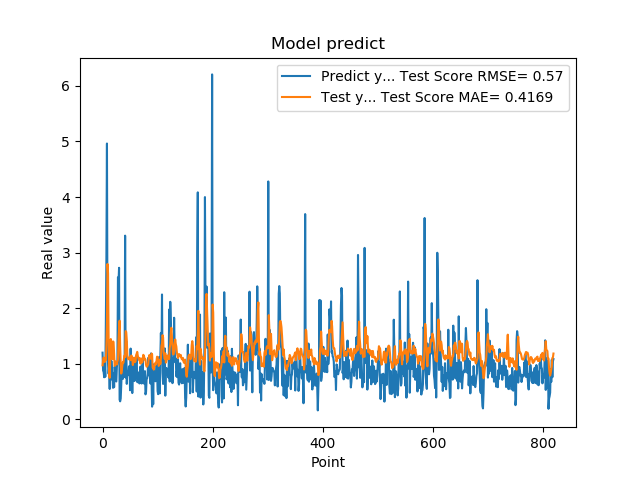 Model predict
Predict y... Test Score RMSE= 0.57
Test y... Test Score MAE= 0.4169
Real value
6
5
4
3
2
1
0
0 200 400 600 800
Point